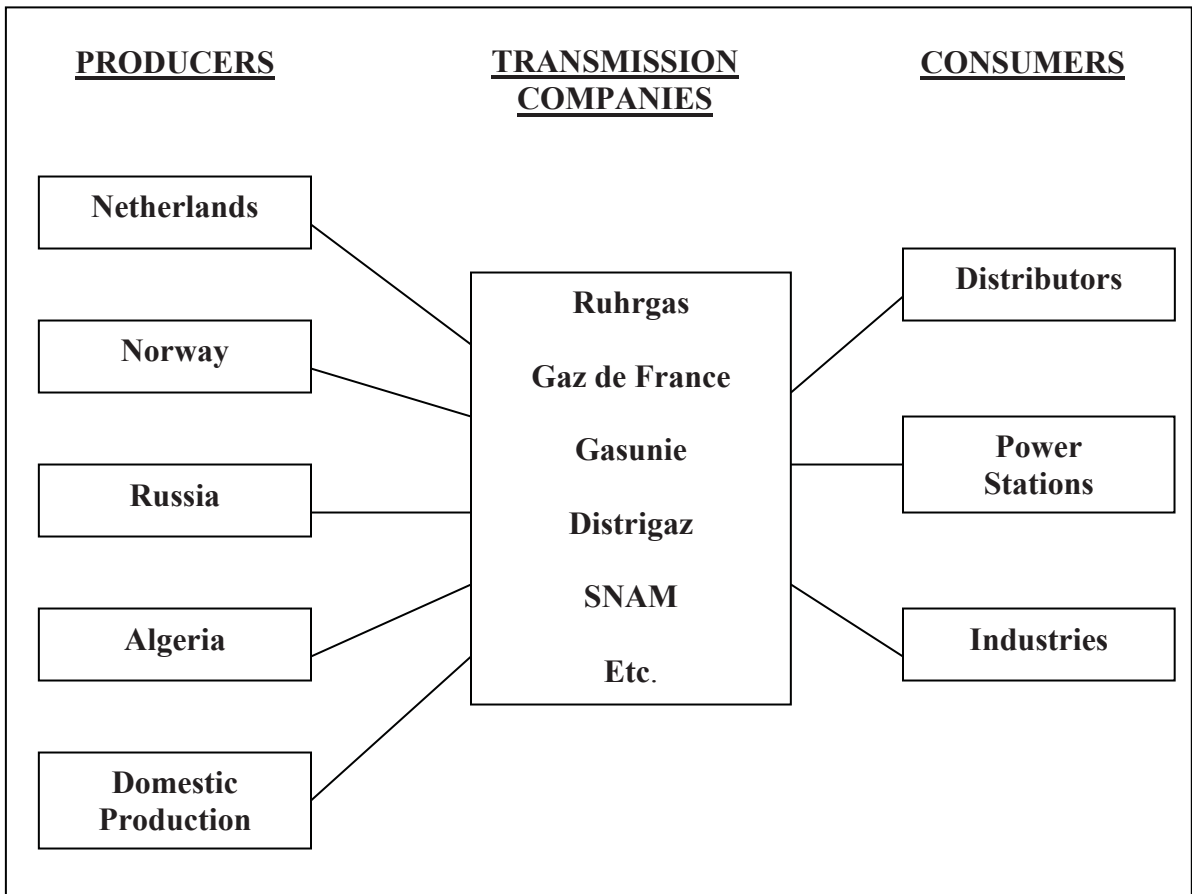 PRODUCERS
TRANSMISSION
COMPANIES
CONSUMERS
Netherlands
Norway
Russia
Algeria
Domestic
Production
Ruhrgas
Gaz de France
Gasunie
Distrigaz
SNAM
Etc.
Distributors
Power
Stations
Industries